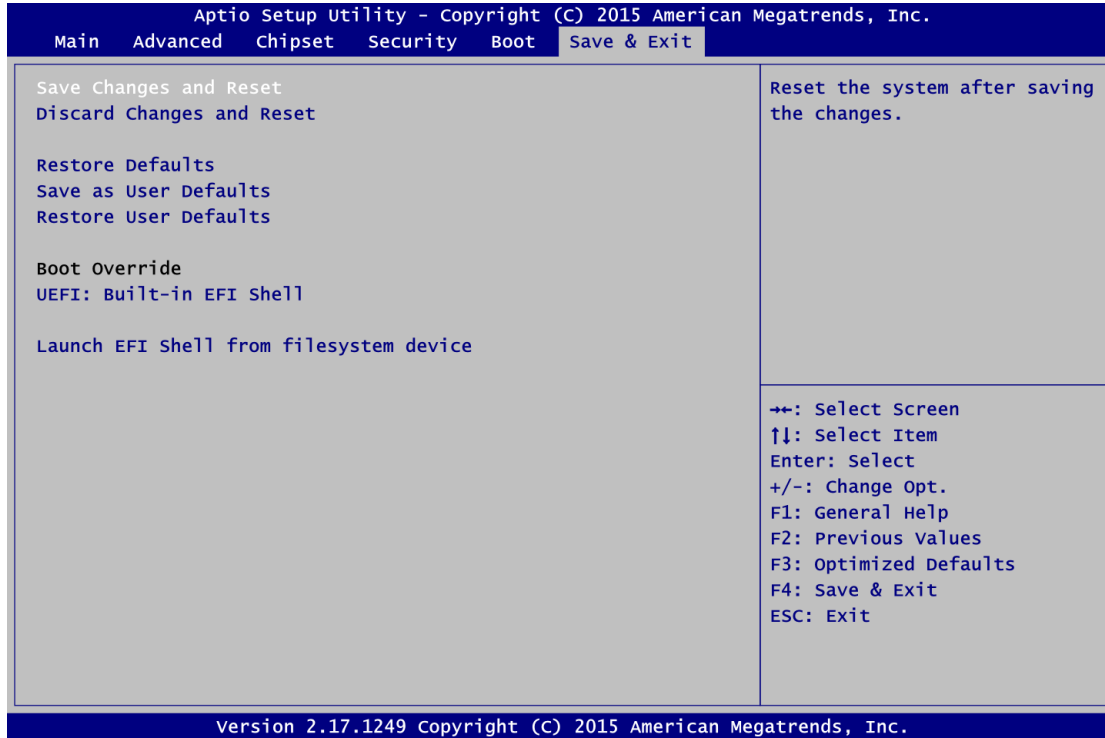 Aptio Setup Utility - Copyright (C) 2015 American Megatrends, Inc.
Main Advanced Chipset Security Boot Save & Exit
Save Changes and Reset
Discard Changes and Reset
Restore Defaults
Save as User Defaults
Restore User Defaults
Boot Override
UEFI: Built-in EFI Shell
Launch EFI Shell from filesystem device
Reset the system after saving
the changes.
→←: Select Screen
↑↓: Select Item
Enter: Select
+/-: Change Opt.
F1: General Help
F2: Previous Values
F3: Optimized Defaults
F4: Save & Exit
ESC: Exit
Version 2.17.1249 Copyright (C) 2015 American Megatrends, Inc.